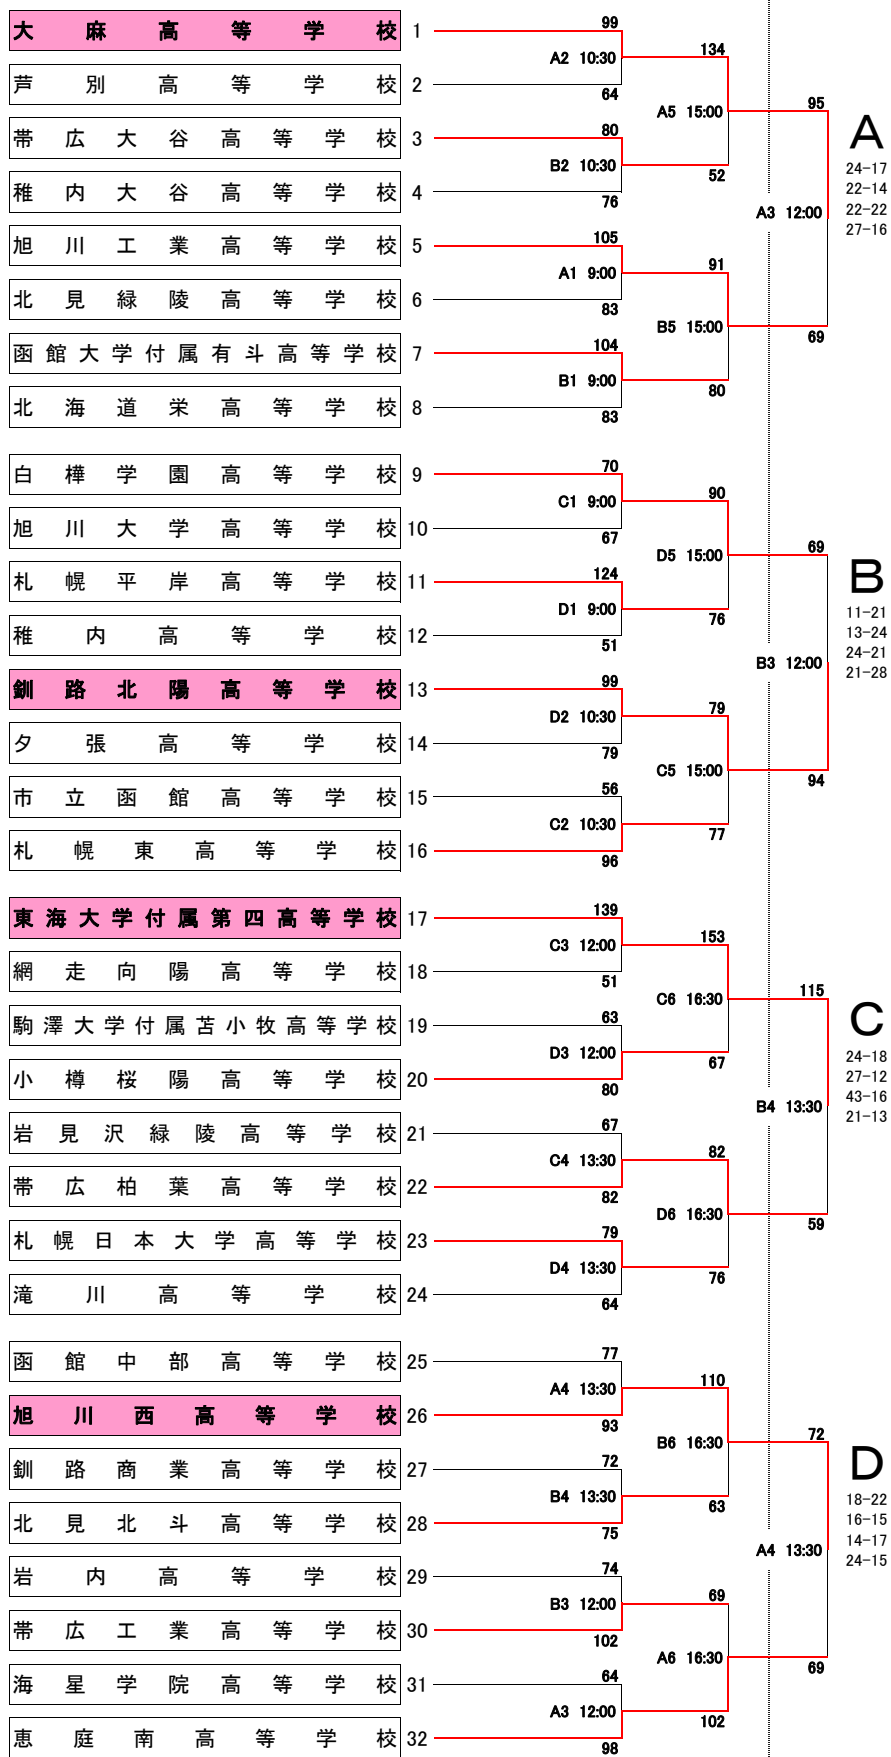 大麻高等学校 1 99
A2 10:30 134
芦別高等学校 2 64
A5 15:00 95
帯広大谷高等学校 3 80
B2 10:30 52
稚内大谷高等学校 4 76
A
24-17
22-14
22-22
27-16
A3 12:00
旭川工業高等学校 5 105
A1 9:00 91
北見緑陵高等学校 6 83
B5 15:00 69
函館大学付属有斗高等学校 7 104
B1 9:00 80
北海道栄高等学校 8 83
白樺学園高等学校 9 70
C1 9:00 90
旭川大学高等学校 10 67
D5 15:00 69
札幌平岸高等学校 11 124
D1 9:00 76
稚内高等学校 12 51
B
11-21
13-24
24-21
21-28
B3 12:00
釧路北陽高等学校 13 99
D2 10:30 79
夕張高等学校 14 79
C5 15:00 94
市立函館高等学校 15 56
C2 10:30 77
札幌東高等学校 16 96
東海大学付属第四高等学校 17 139
C3 12:00 153
網走向陽高等学校 18 51
C6 16:30 115
駒澤大学付属苫小牧高等学校 19 63
D3 12:00 67
小樽桜陽高等学校 20 80
C
24-18
27-12
43-16
21-13
B4 13:30
岩見沢緑陵高等学校 21 67
C4 13:30 82
帯広柏葉高等学校 22 82
D6 16:30 59
札幌日本大学高等学校 23 79
D4 13:30 76
滝川高等学校 24 64
函館中部高等学校 25 77
A4 13:30 110
旭川西高等学校 26 93
B6 16:30 72
釧路商業高等学校 27 72
B4 13:30 63
北見北斗高等学校 28 75
D
18-22
16-15
14-17
24-15
A4 13:30
岩内高等学校 29 74
B3 12:00 69
帯広工業高等学校 30 102
A6 16:30 69
海星学院高等学校 31 64
A3 12:00 102
恵庭南高等学校 32 98